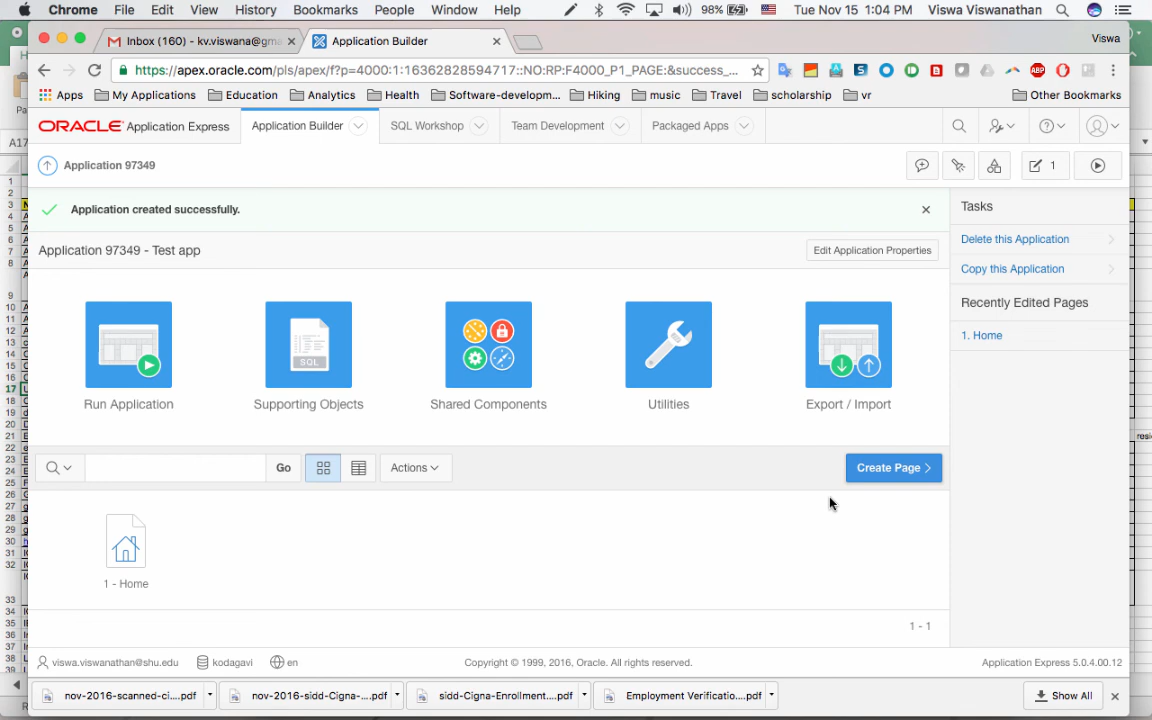 Chrome File Edit View History Bookmarks People Window Help 98% Tue Nov 15 1:04 PM Viswa Viswanathan
Inbox (160) - kv.viswana@gma Application Builder Viswa
https://apex.oracle.com/pls/apex/f?p=4000:1:16362828594717::NO:RP:F4000_P1_PAGE:&success_...
Apps My Applications Education Analytics Health Software-developm... Hiking music Travel scholarship vr Other Bookmarks
ORACLE Application Express Application Builder SQL Workshop Team Development Packaged Apps
Application 97349 1
Application created successfully.
Tasks
Delete this Application
Application 97349 - Test app Edit Application Properties
Copy this Application
Recently Edited Pages
1. Home
SQL
Run Application Supporting Objects Shared Components Utilities Export / Import
Go Actions Create Page
1 - Home
1 - 1
viswa.viswanathan@shu.edu kodagavi en Copyright © 1999, 2016, Oracle. All rights reserved. Application Express 5.0.4.00.12
nov-2016-scanned-ci....pdf nov-2016-sidd-Cigna-....pdf sidd-Cigna-Enrollment....pdf Employment Verificatio....pdf Show All